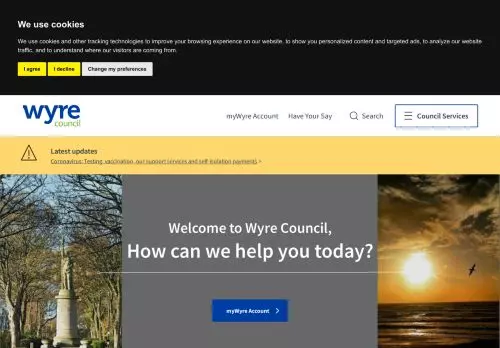 We use cookies
We use cookies and other tracking technologies to improve your browsing experience on our website, to show you personalized content and targeted ads, to analyze our website
traffic, and to understand where our visitors are coming from.
I agree
I decline
Change my preferences
wyre
council
myWyre Account
Have Your Say
Search
Council Services
Latest updates
Coronavirus: Testing, vaccination, our support services and self-isolation payments >
Welcome to Wyre Council,
How can we help you today?
myWyre Account